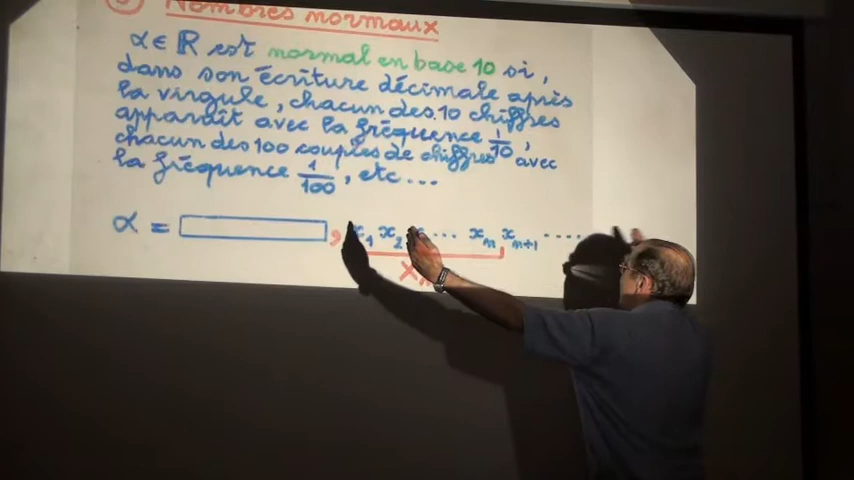 3 Nombres normaux
α ∈ ℝ est normal en base 10 si,
dans son écriture décimale après
la virgule, chacun des 10 chiffres
apparaît avec la fréquence 1/10,
chacun des 100 couples de chiffres avec
la fréquence 1/100, etc....
α = , x₁ x₂ ... xₙ xₙ₊₁ .....